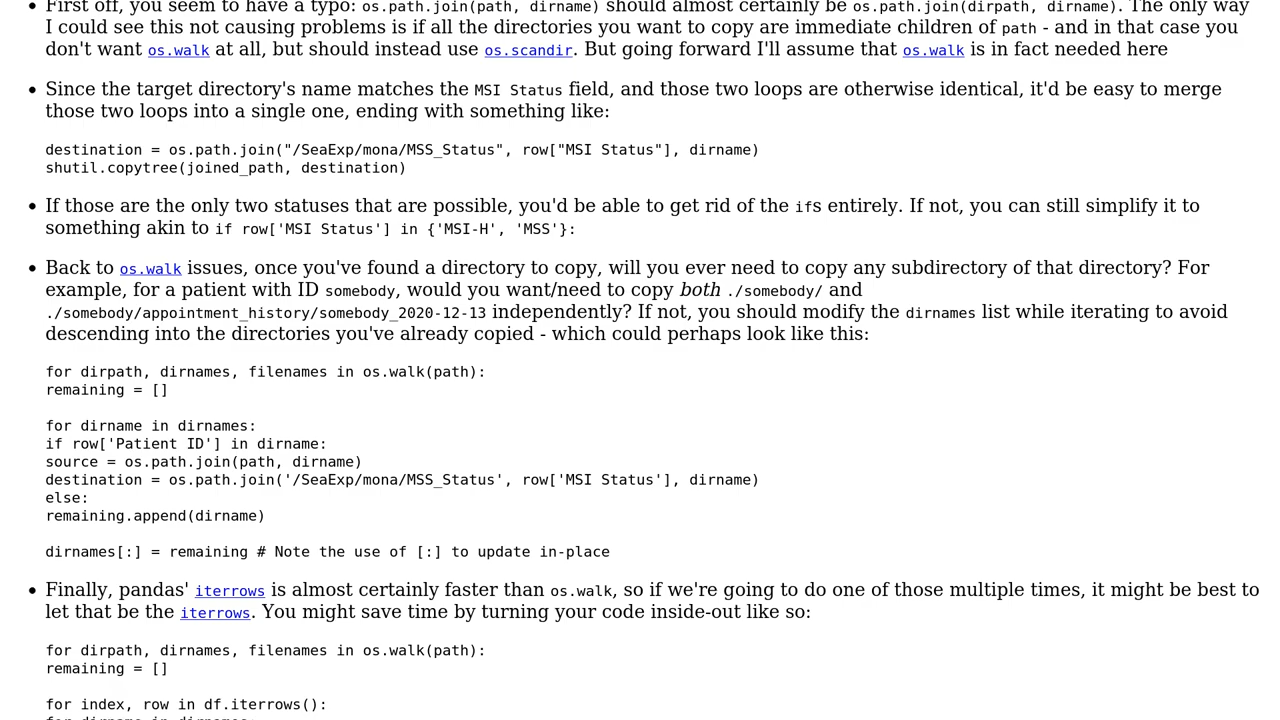 First off, you seem to have a typo: os.path.join(path, dirname) should almost certainly be os.path.join(dirpath, dirname). The only way
I could see this not causing problems is if all the directories you want to copy are immediate children of path - and in that case you
don't want os.walk at all, but should instead use os.scandir. But going forward I'll assume that os.walk is in fact needed here
Since the target directory's name matches the MSI Status field, and those two loops are otherwise identical, it'd be easy to merge
those two loops into a single one, ending with something like:
destination = os.path.join("/SeaExp/mona/MSS_Status", row["MSI Status"], dirname)
shutil.copytree(joined_path, destination)
If those are the only two statuses that are possible, you'd be able to get rid of the ifs entirely. If not, you can still simplify it to
something akin to if row['MSI Status'] in {'MSI-H', 'MSS'}:
Back to os.walk issues, once you've found a directory to copy, will you ever need to copy any subdirectory of that directory? For
example, for a patient with ID somebody, would you want/need to copy both ./somebody/ and
./somebody/appointment_history/somebody_2020-12-13 independently? If not, you should modify the dirnames list while iterating to avoid
descending into the directories you've already copied - which could perhaps look like this:
for dirpath, dirnames, filenames in os.walk(path):
remaining = []
for dirname in dirnames:
if row['Patient ID'] in dirname:
source = os.path.join(path, dirname)
destination = os.path.join('/SeaExp/mona/MSS_Status', row['MSI Status'], dirname)
else:
remaining.append(dirname)
dirnames[:] = remaining # Note the use of [:] to update in-place
Finally, pandas' iterrows is almost certainly faster than os.walk, so if we're going to do one of those multiple times, it might be best to
let that be the iterrows. You might save time by turning your code inside-out like so:
for dirpath, dirnames, filenames in os.walk(path):
remaining = []
for index, row in df.iterrows():
for dirname in dirnames: